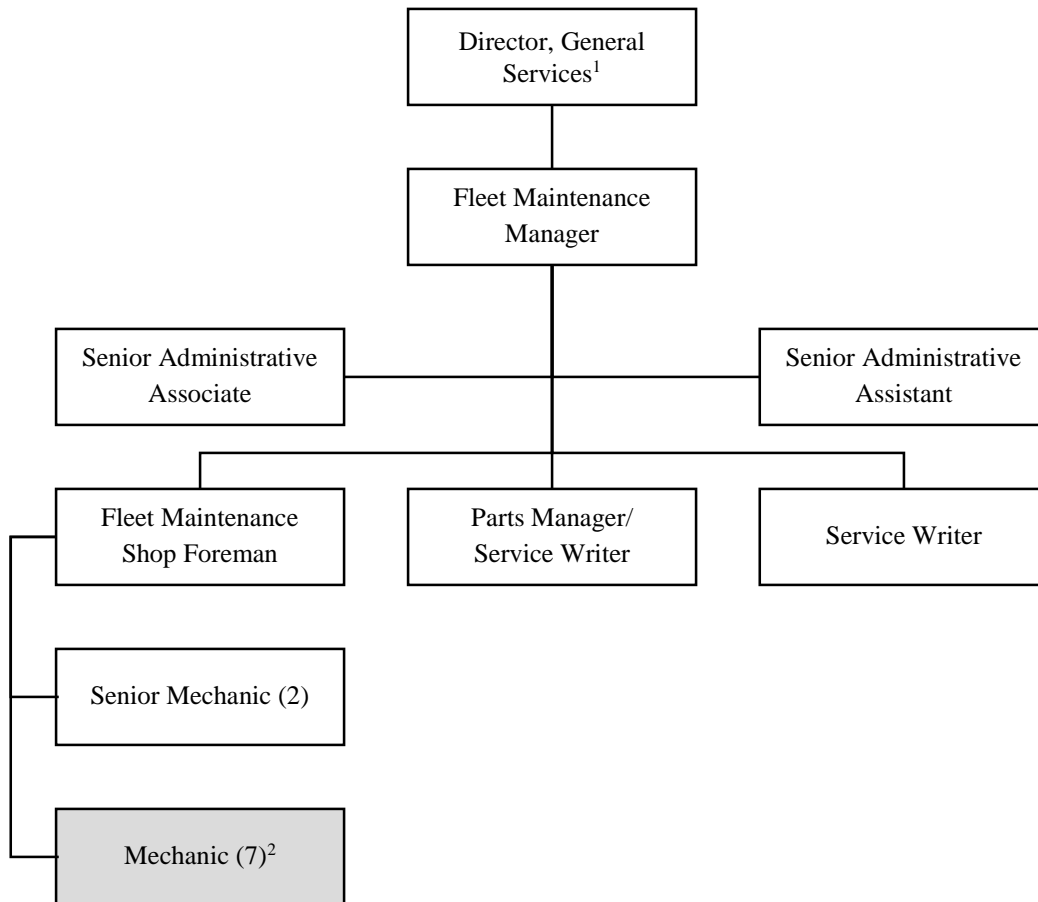 Director, General
Services¹
Fleet Maintenance
Manager
Senior Administrative
Associate
Senior Administrative
Assistant
Fleet Maintenance
Shop Foreman
Parts Manager/
Service Writer
Service Writer
Senior Mechanic (2)
Mechanic (7)²